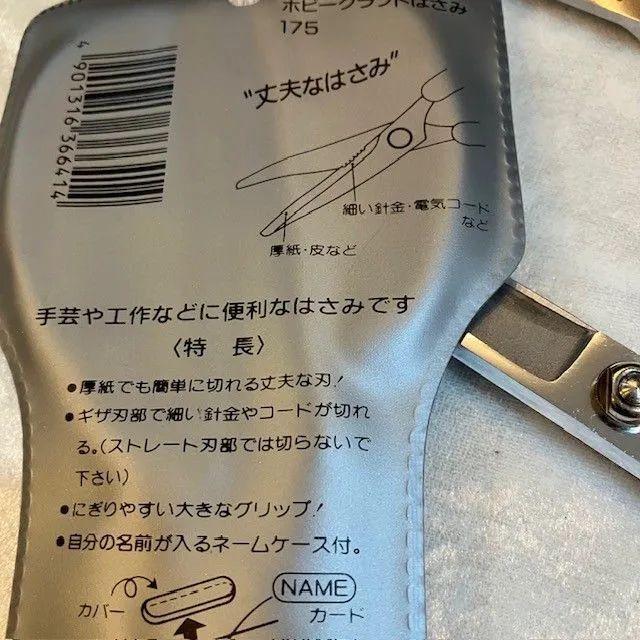 ホビークラフトはさみ
175
4901316366414
"丈夫なはさみ"
細い針金・電気コード
など
厚紙・皮など
手芸や工作などに便利なはさみです
〈特 長〉
●厚紙でも簡単に切れる丈夫な刃!
●ギザ刃部で細い針金やコードが切れ
る。(ストレート刃部では切らないで
下さい)
●にぎりやすい大きなグリップ!
●自分の名前が入るネームケース付。
NAME
カバー
カード